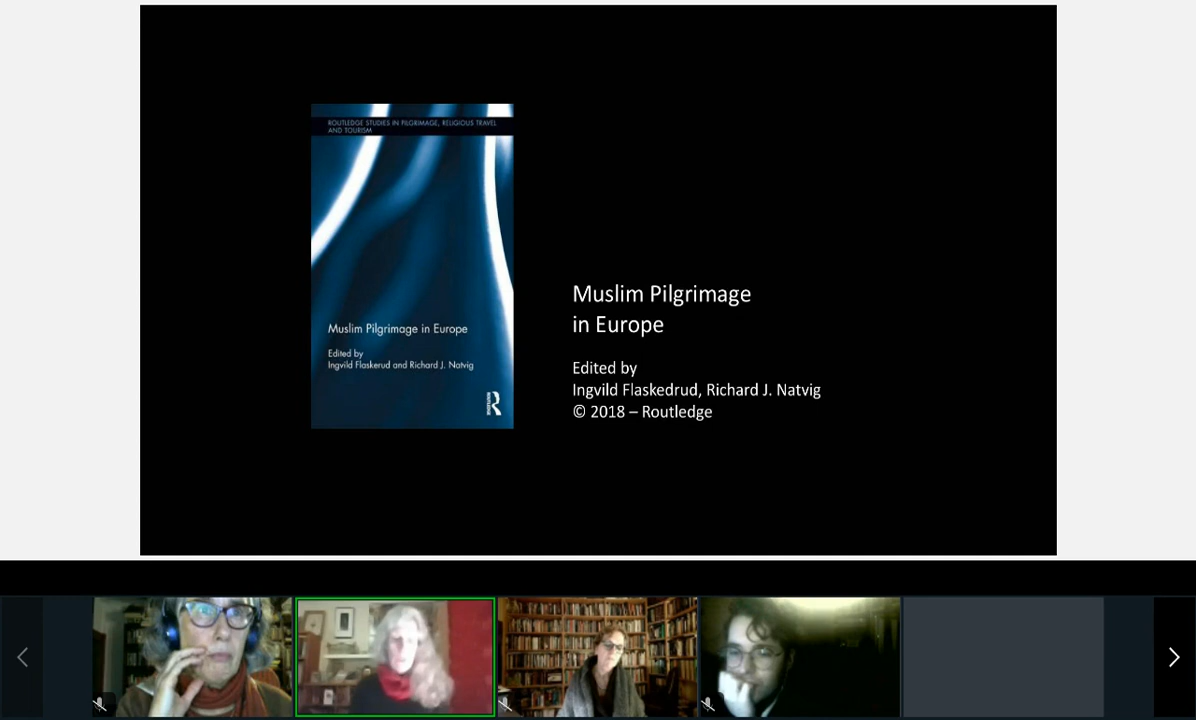 ROUTLEDGE STUDIES IN PILGRIMAGE, RELIGIOUS TRAVEL
AND TOURISM
Muslim Pilgrimage in Europe
Edited by
Ingvild Flaskerud and Richard J. Natvig
ROUTLEDGE
Muslim Pilgrimage
in Europe
Edited by
Ingvild Flaskedrud, Richard J. Natvig
© 2018 – Routledge